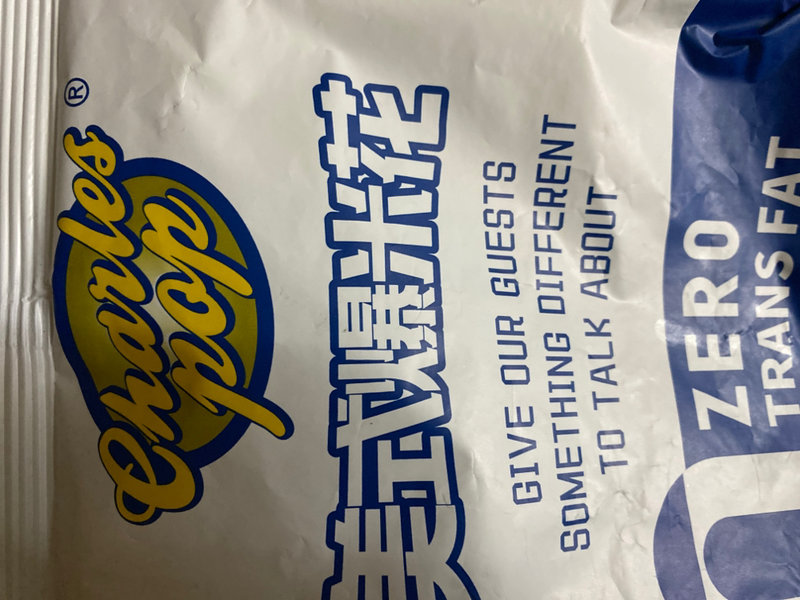 Charles®
pop
美式爆米花
GIVE OUR GUESTS
SOMETHING DIFFERENT
TO TALK ABOUT
ZERO
TRANS FAT